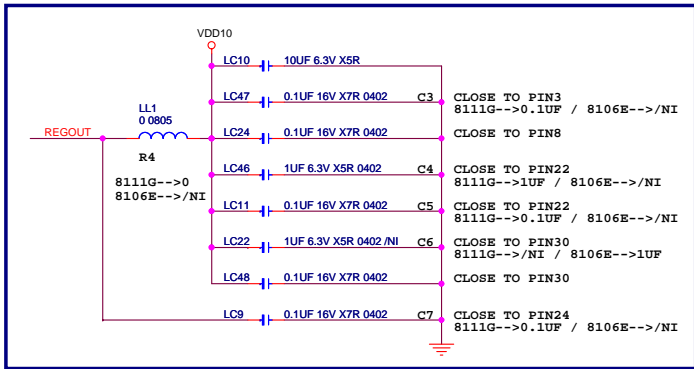 VDD10
LC10 10UF 6.3V X5R
LC47 0.1UF 16V X7R 0402 C3 CLOSE TO PIN3
8111G-->0.1UF / 8106E-->/NI
LL1
0 0805
REGOUT
LC24 0.1UF 16V X7R 0402 CLOSE TO PIN8
R4
LC46 1UF 6.3V X5R 0402 C4 CLOSE TO PIN22
8111G-->1UF / 8106E-->/NI
8111G-->0
8106E-->/NI
LC11 0.1UF 16V X7R 0402 C5 CLOSE TO PIN22
8111G-->0.1UF / 8106E-->/NI
LC22 1UF 6.3V X5R 0402 /NI C6 CLOSE TO PIN30
8111G-->/NI / 8106E-->1UF
LC48 0.1UF 16V X7R 0402 CLOSE TO PIN30
LC9 0.1UF 16V X7R 0402 C7 CLOSE TO PIN24
8111G-->0.1UF / 8106E-->/NI